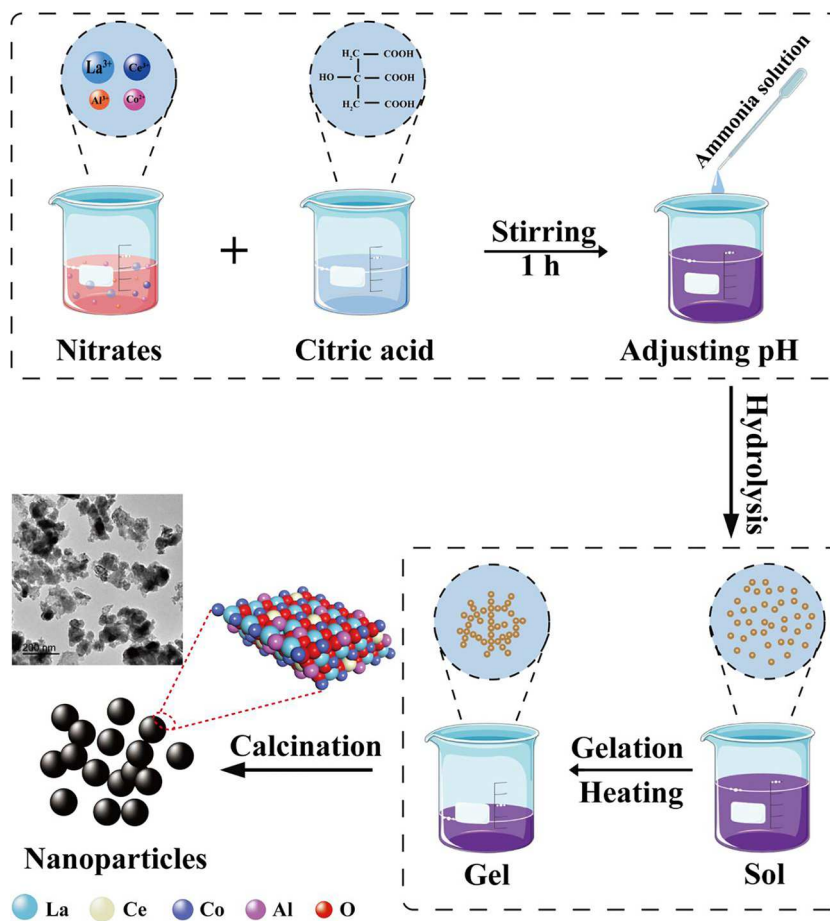 La3+
Ce3+
Al3+
Co2+
H2C
COOH
HO
C
COOH
H2C
COOH
Ammonia solution
+
Stirring
1 h
Nitrates
Citric acid
Adjusting pH
Hydrolysis
200 nm
Calcination
Gelation
Heating
Nanoparticles
Gel
Sol
La
Ce
Co
Al
O